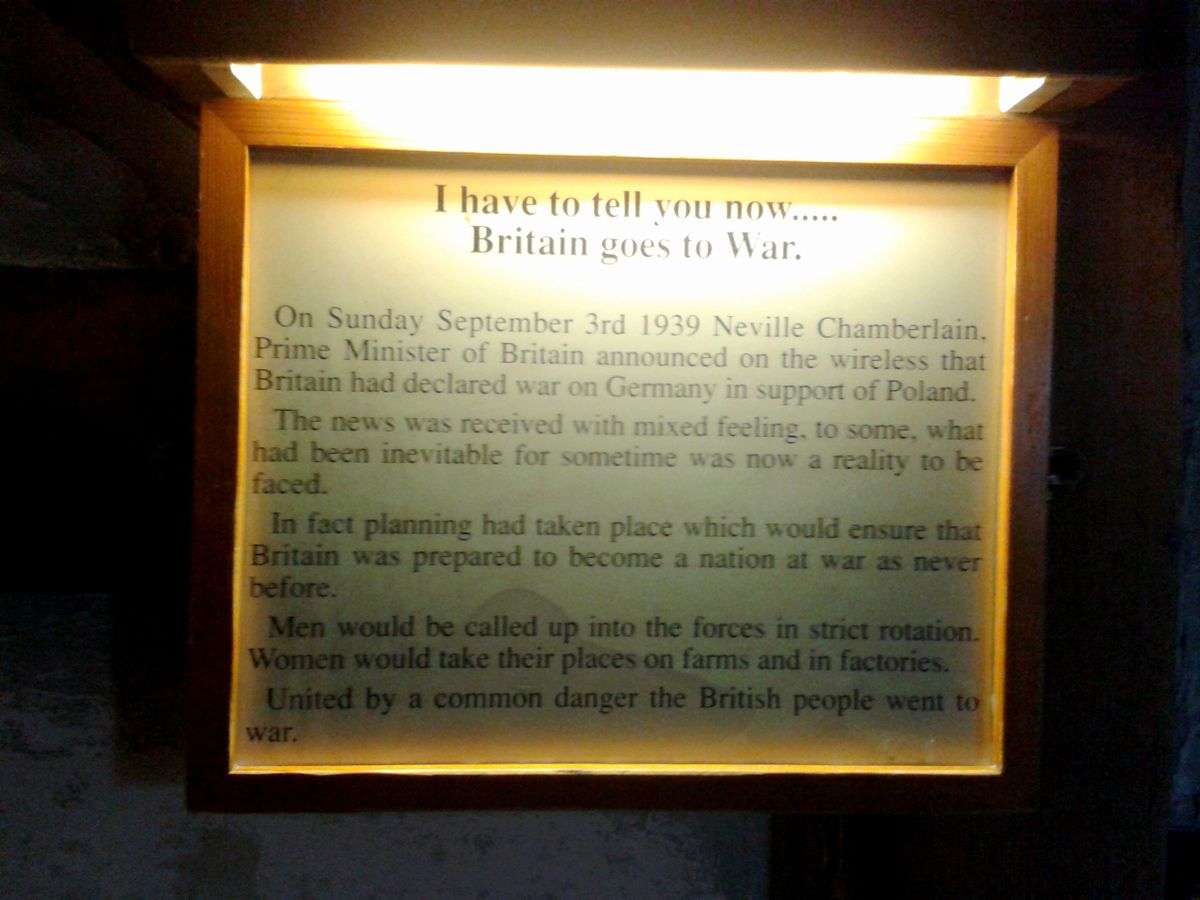 I have to tell you now.....
Britain goes to War.
On Sunday September 3rd 1939 Neville Chamberlain,
Prime Minister of Britain announced on the wireless that
Britain had declared war on Germany in support of Poland.
The news was received with mixed feeling, to some, what
had been inevitable for sometime was now a reality to be
faced.
In fact planning had taken place which would ensure that
Britain was prepared to become a nation at war as never
before.
Men would be called up into the forces in strict rotation.
Women would take their places on farms and in factories.
United by a common danger the British people went to
war.